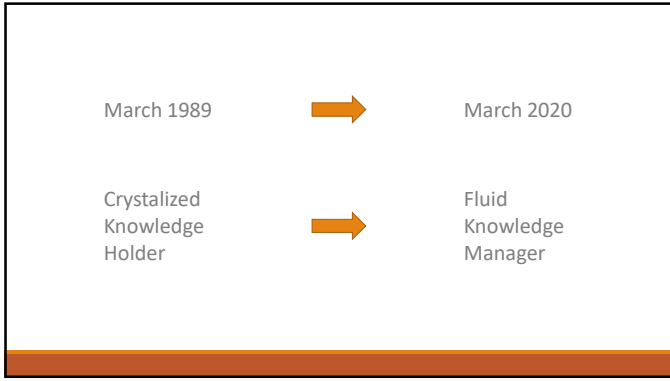 March 1989
March 2020
Crystalized
Knowledge
Holder
Fluid
Knowledge
Manager